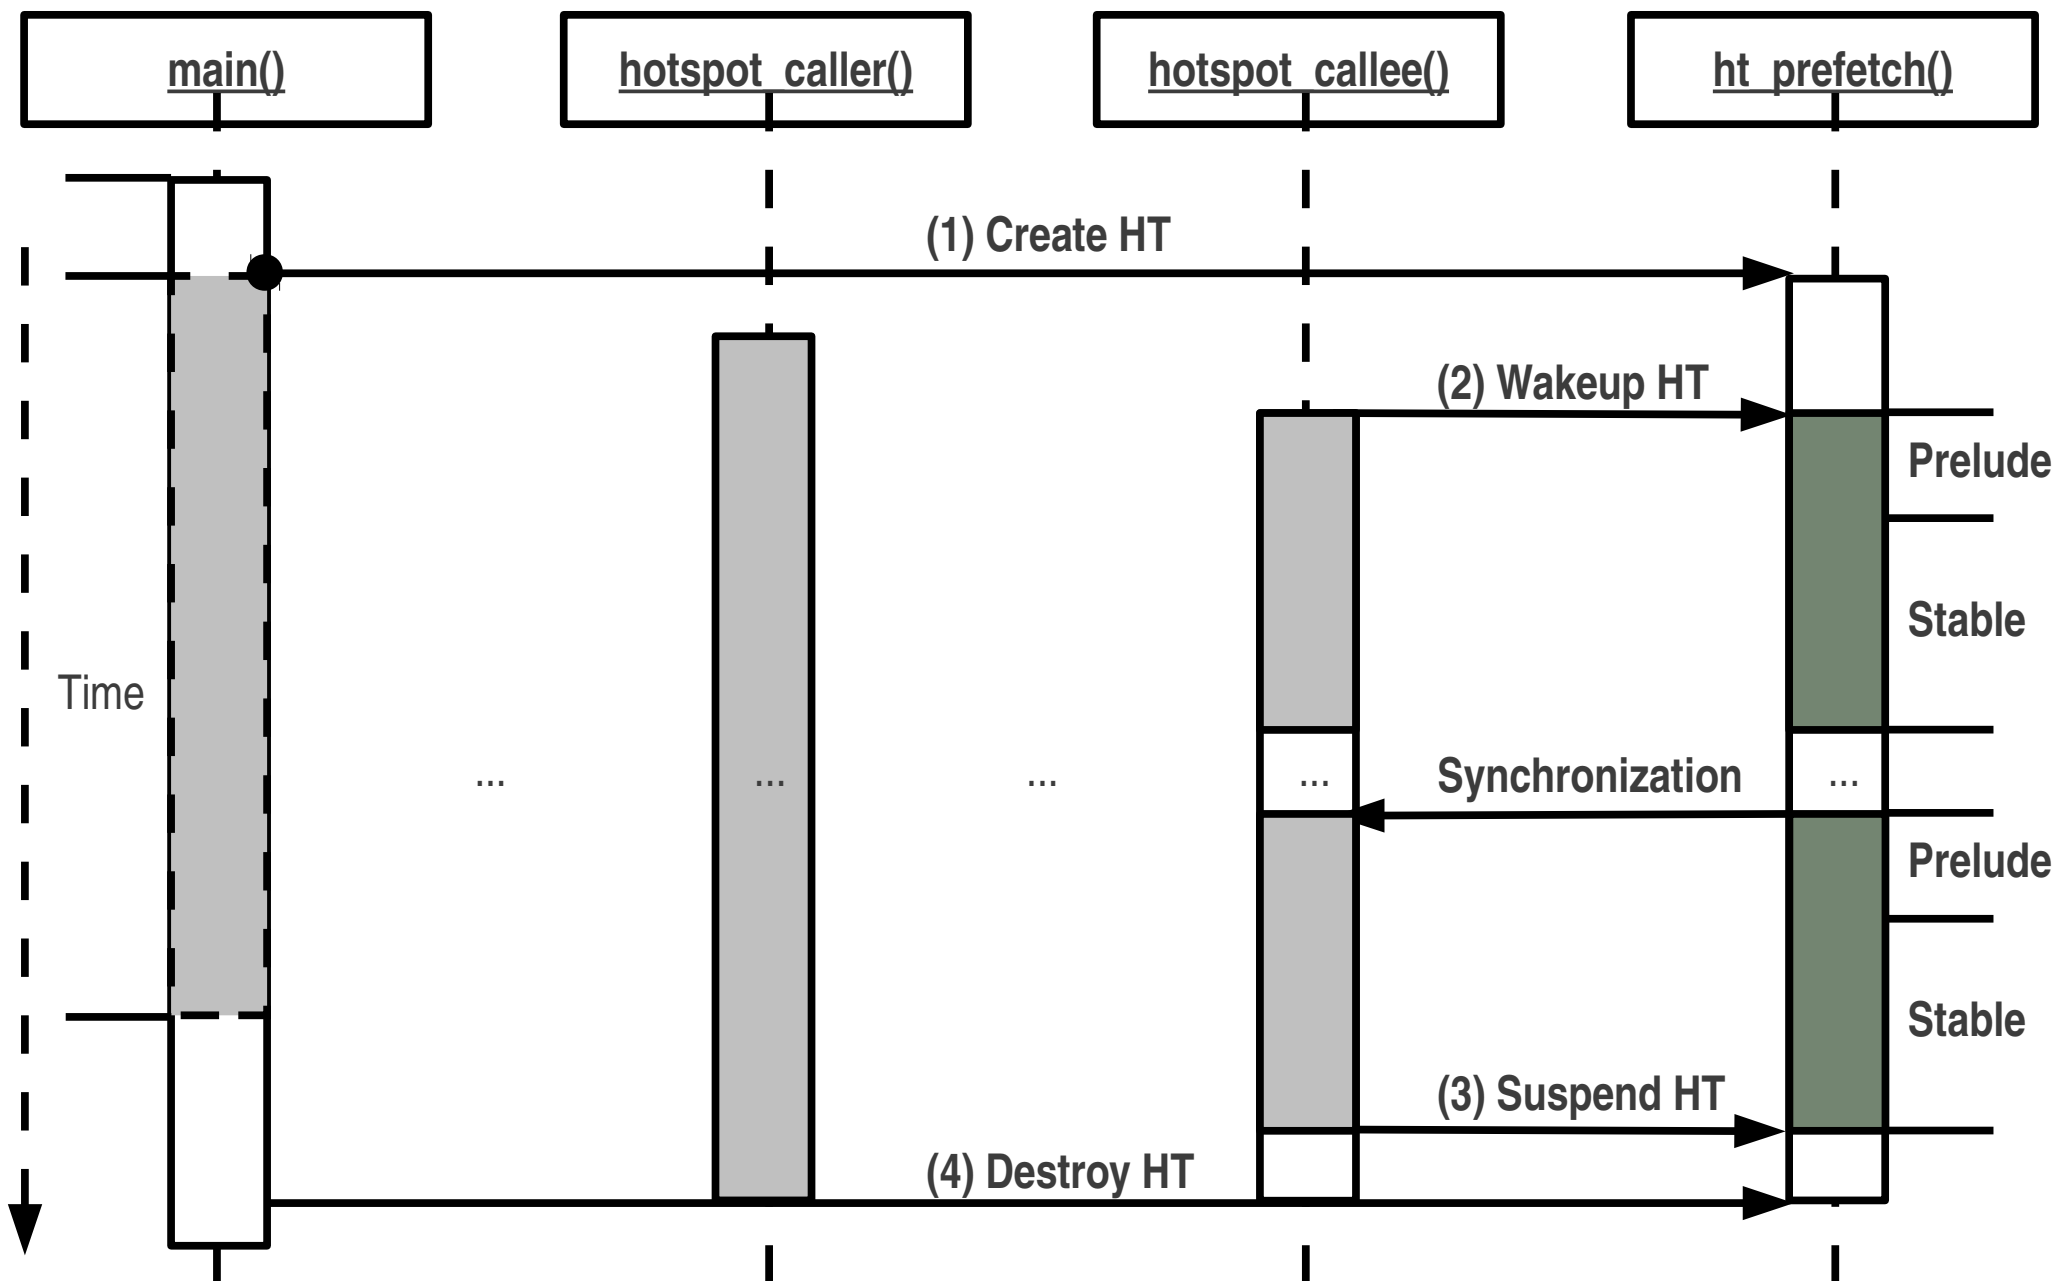 main()
hotspot_caller()
hotspot_callee()
ht_prefetch()
(1) Create HT
(2) Wakeup HT
Prelude
Stable
Time
...
...
...
...
Synchronization
...
Prelude
Stable
(3) Suspend HT
(4) Destroy HT